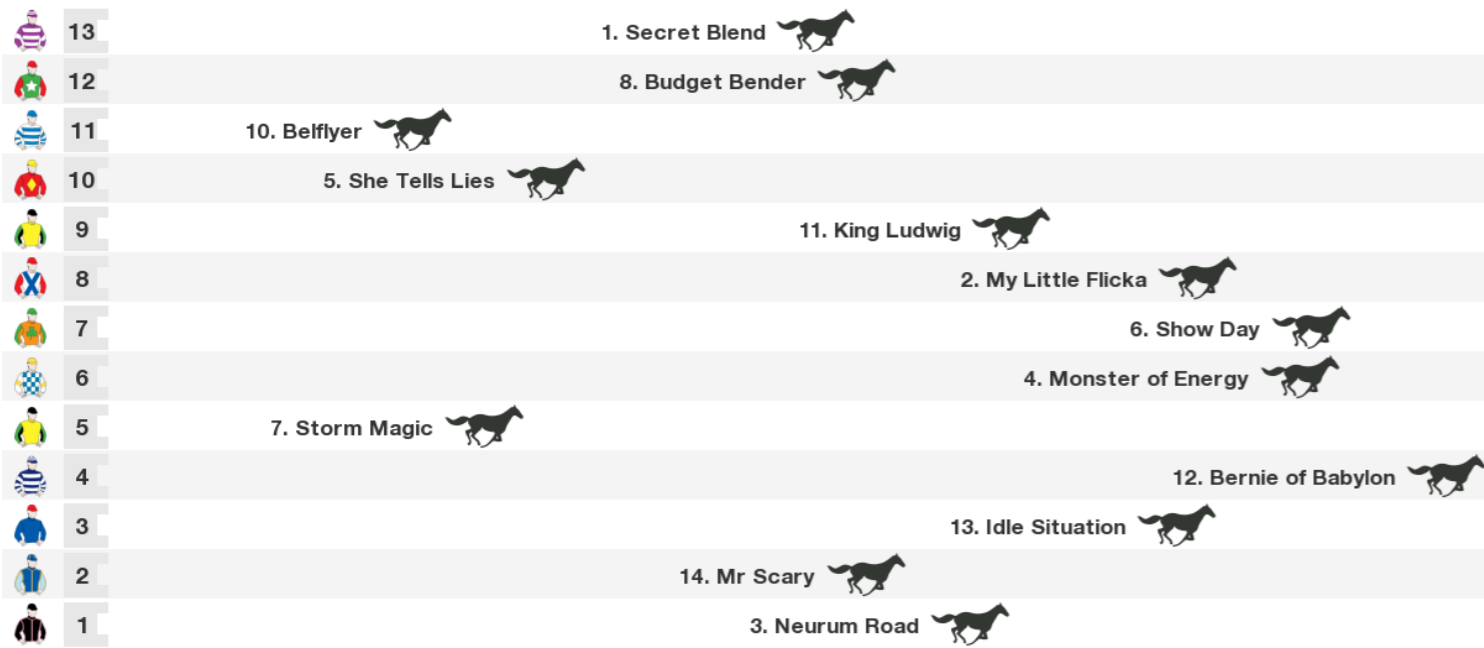 13 1. Secret Blend
12 8. Budget Bender
11 10. Belflyer
10 5. She Tells Lies
9 11. King Ludwig
8 2. My Little Flicka
7 6. Show Day
6 4. Monster of Energy
5 7. Storm Magic
4 12. Bernie of Babylon
3 13. Idle Situation
2 14. Mr Scary
1 3. Neurum Road